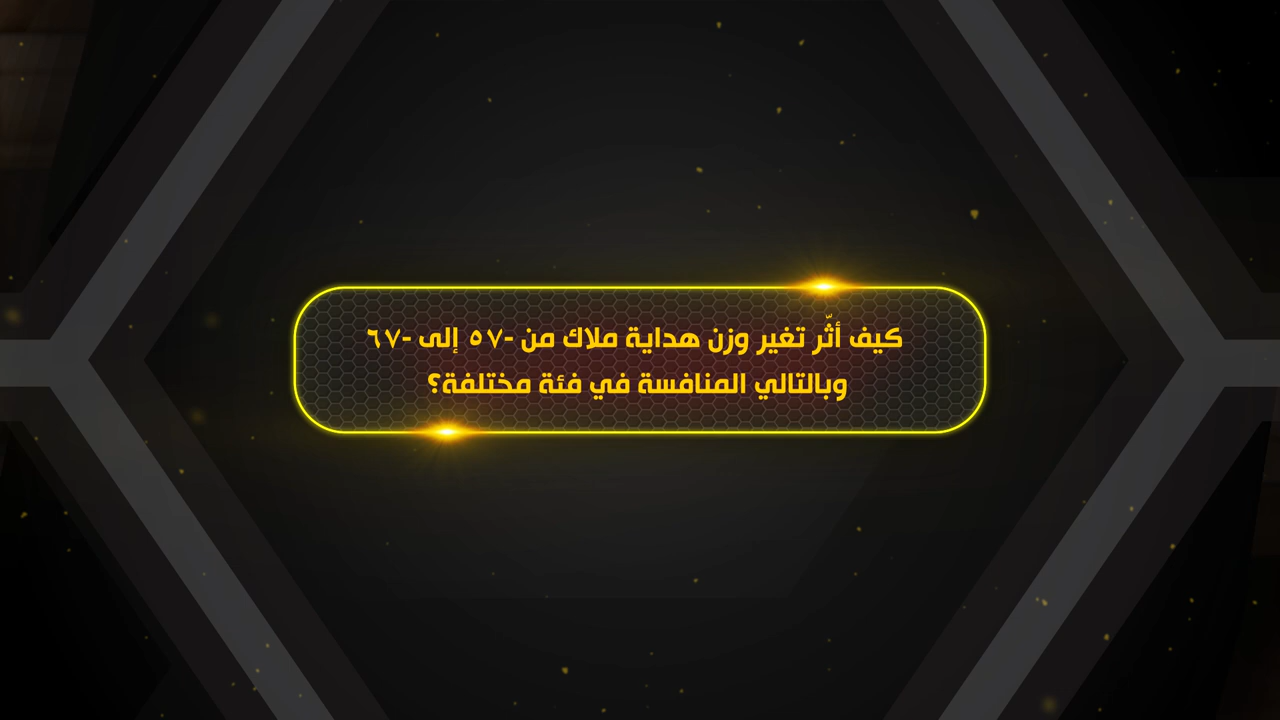 كيف أثّر تغير وزن هداية ملاك من -٥٧ إلى -٦٧
وبالتالي المنافسة في فئة مختلفة؟